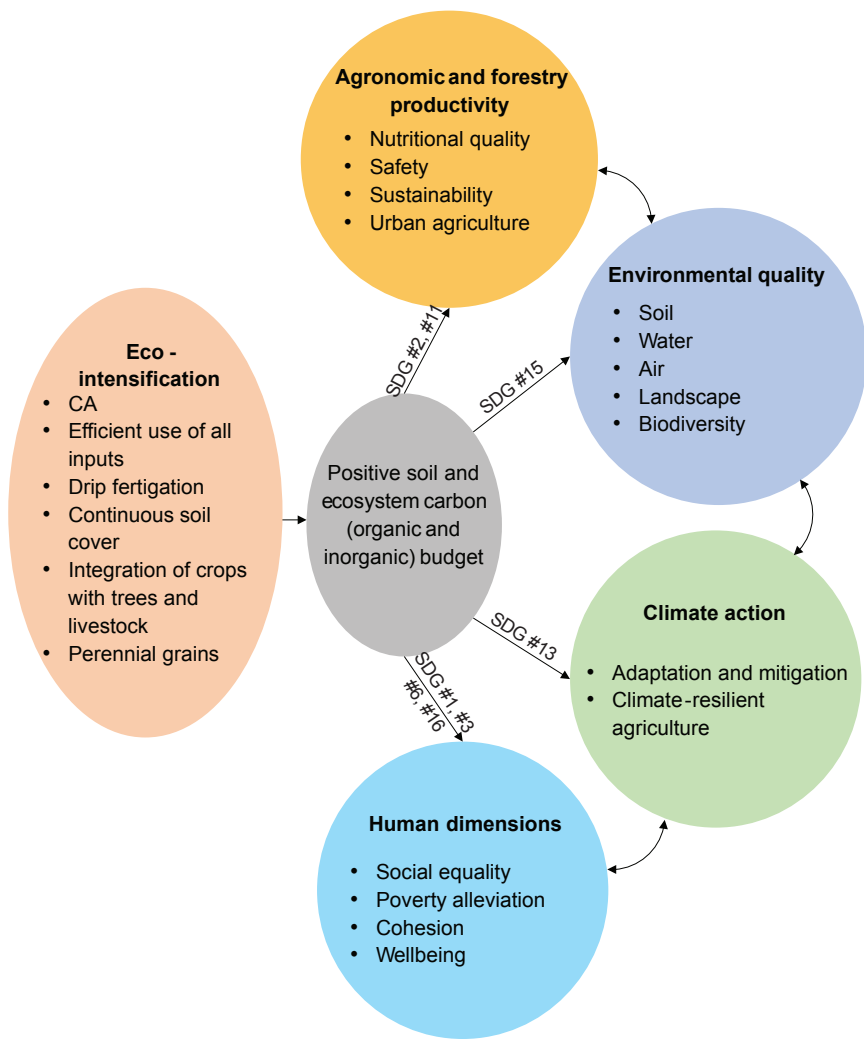 Agronomic and forestry
productivity
• Nutritional quality
• Safety
• Sustainability
• Urban agriculture
Environmental quality
• Soil
• Water
• Air
• Landscape
• Biodiversity
Eco -
intensification
• CA
• Efficient use of all
inputs
• Drip fertigation
• Continuous soil
cover
• Integration of crops
with trees and
livestock
• Perennial grains
SDG #2, #11
SDG #15
Positive soil and
ecosystem carbon
(organic and
inorganic) budget
SDG #13
SDG #1, #3
#6, #16
Climate action
• Adaptation and mitigation
• Climate-resilient
agriculture
Human dimensions
• Social equality
• Poverty alleviation
• Cohesion
• Wellbeing